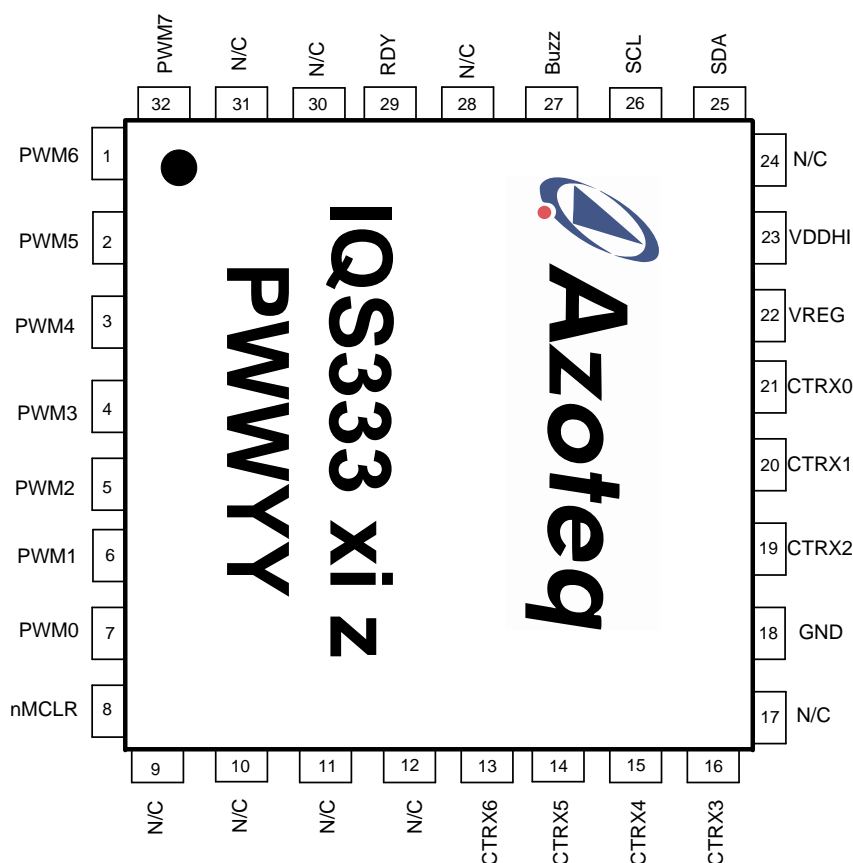 PWM7
N/C
N/C
RDY
N/C
Buzz
SCL
SDA
32
31
30
29
28
27
26
25
PWM6 1
PWM5 2
PWM4 3
PWM3 4
PWM2 5
PWM1 6
PWM0 7
nMCLR 8
Azoteq
IQS333 xi z
PWWYY
24 N/C
23 VDDHI
22 VREG
21 CTRX0
20 CTRX1
19 CTRX2
18 GND
17 N/C
9
10
11
12
13
14
15
16
N/C
N/C
N/C
N/C
CTRX6
CTRX5
CTRX4
CTRX3